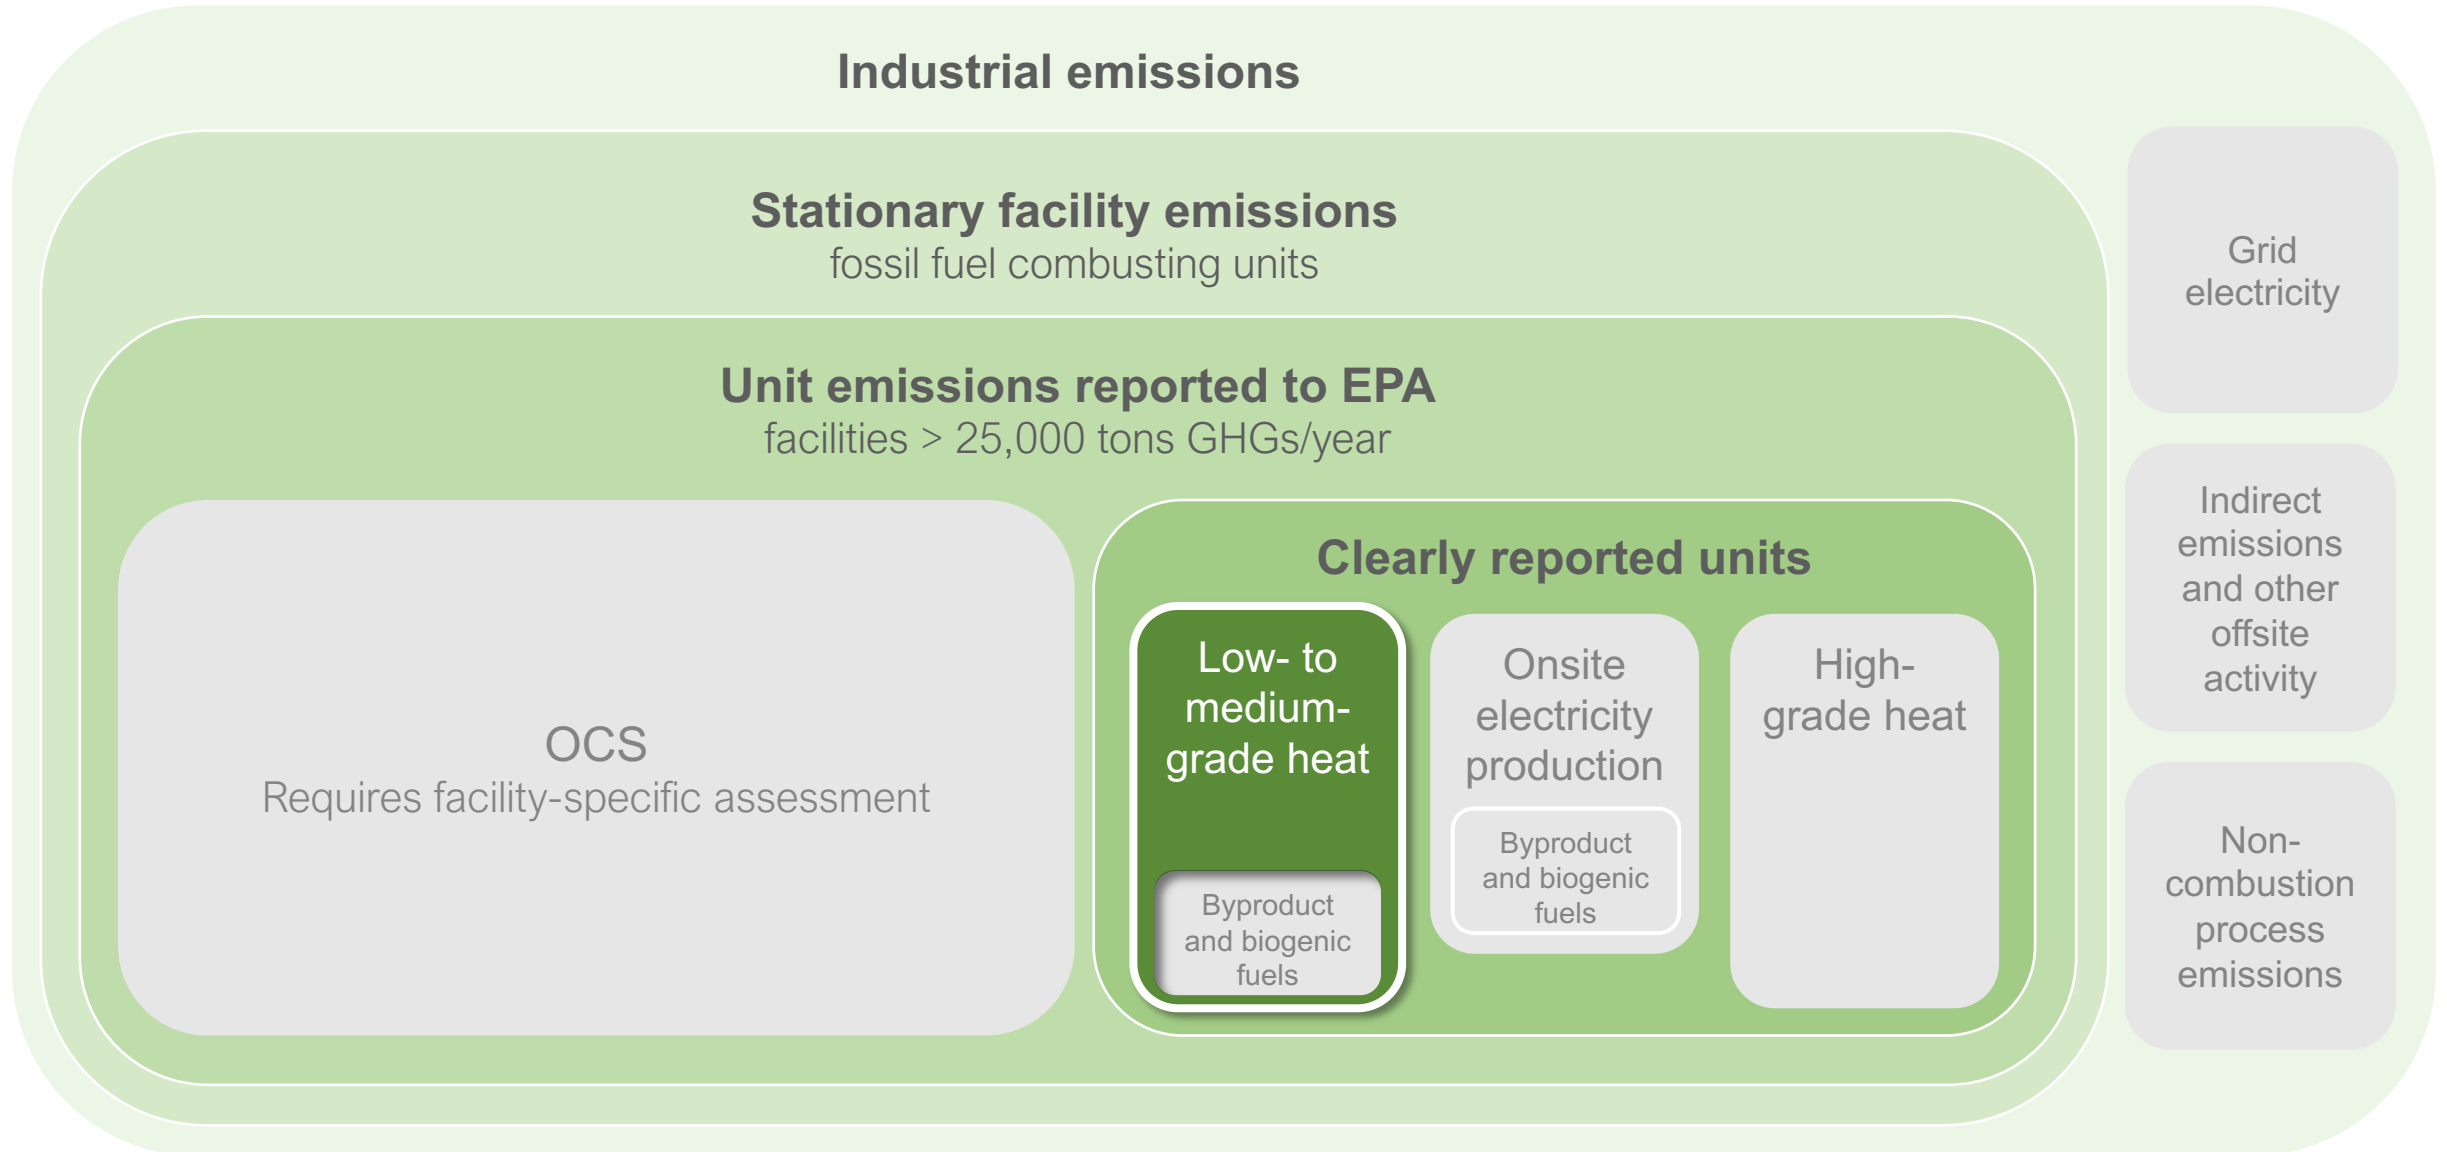 Industrial emissions
Stationary facility emissions
fossil fuel combusting units
Unit emissions reported to EPA
facilities > 25,000 tons GHGs/year
OCS
Requires facility-specific assessment
Clearly reported units
Low- to
medium-
grade heat
Byproduct
and biogenic
fuels
Onsite
electricity
production
Byproduct
and biogenic
fuels
High-
grade heat
Grid
electricity
Indirect
emissions
and other
offsite
activity
Non-
combustion
process
emissions